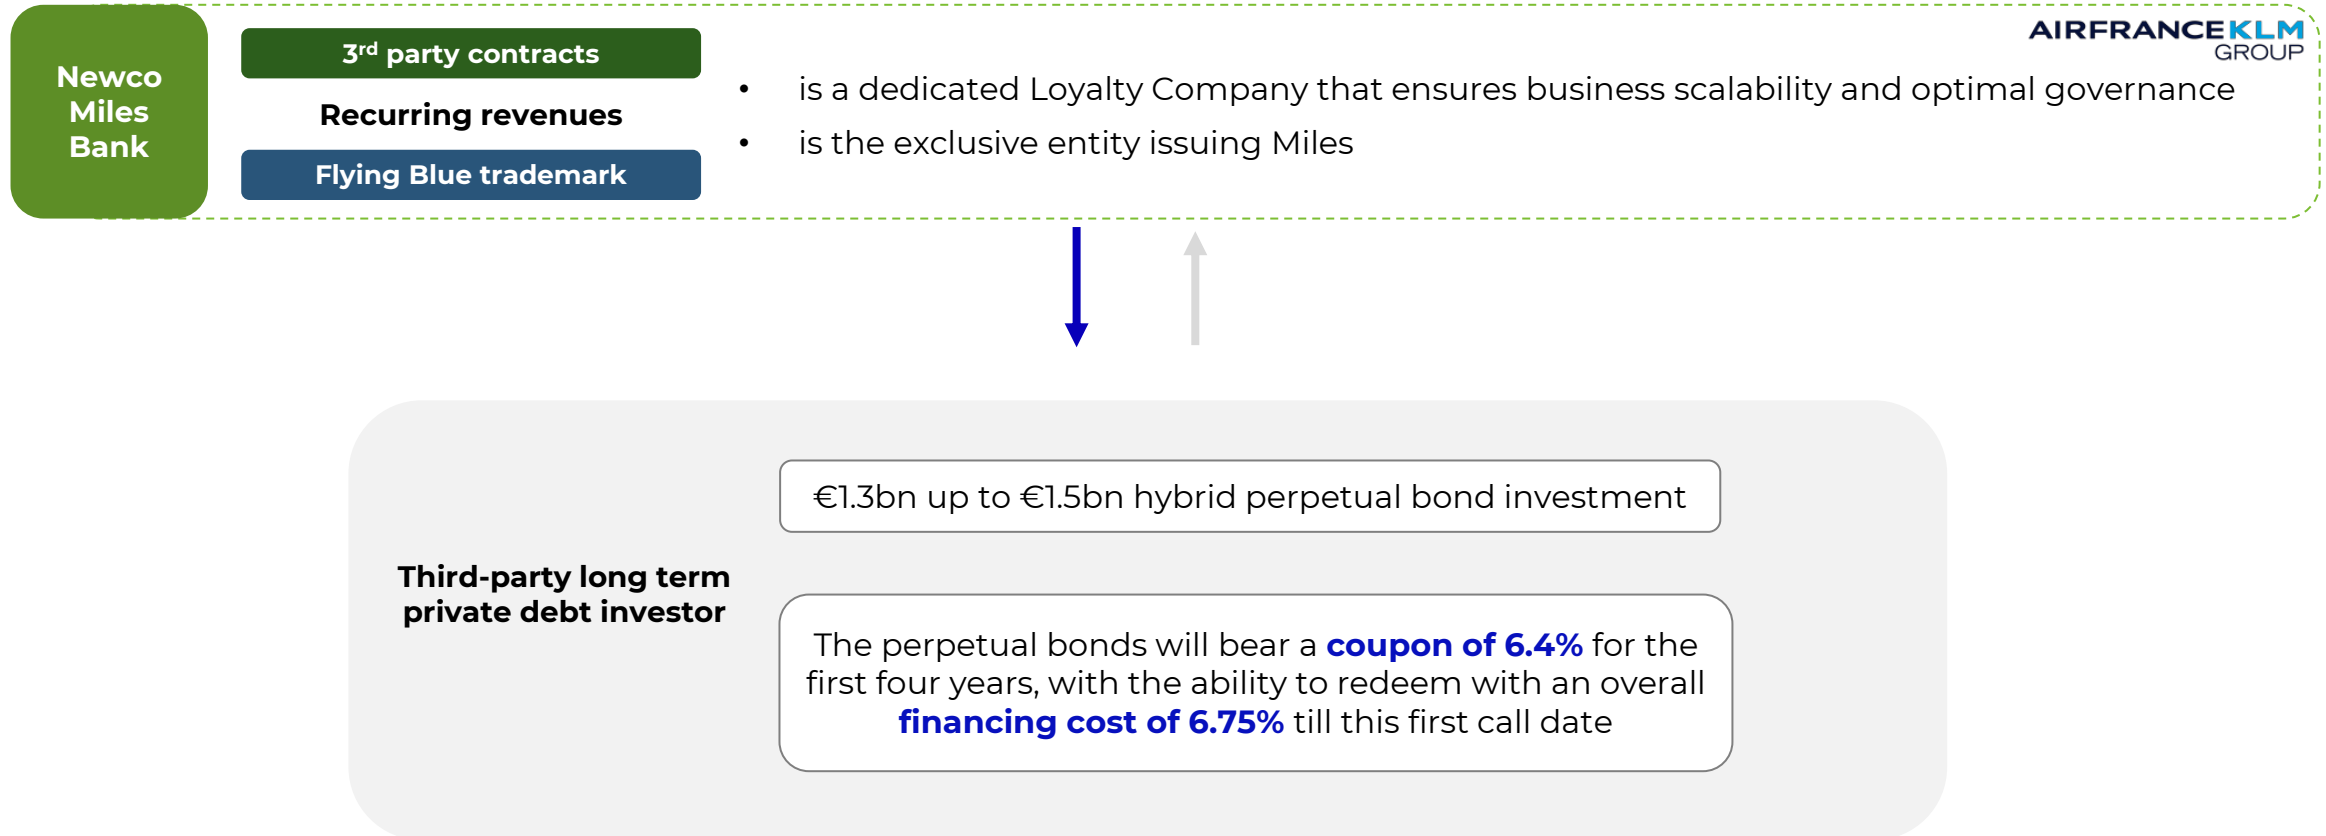 AIRFRANCEKLM
GROUP
Newco
Miles
Bank
3rd party contracts
Recurring revenues
Flying Blue trademark
• is a dedicated Loyalty Company that ensures business scalability and optimal governance
• is the exclusive entity issuing Miles
Third-party long term
private debt investor
€1.3bn up to €1.5bn hybrid perpetual bond investment
The perpetual bonds will bear a coupon of 6.4% for the
first four years, with the ability to redeem with an overall
financing cost of 6.75% till this first call date